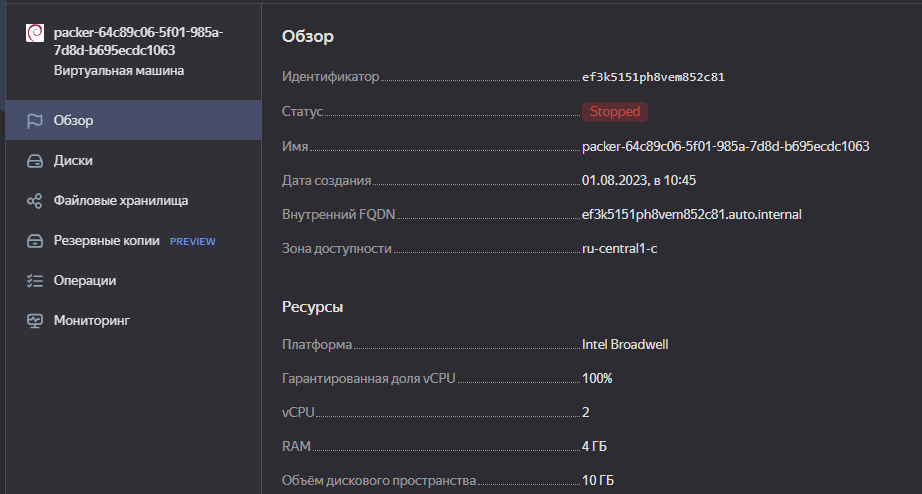 packer-64c89c06-5f01-985a-
7d8d-b695ecdc1063
Виртуальная машина
Обзор
Диски
Файловые хранилища
Резервные копии PREVIEW
Операции
Мониторинг
Обзор
Идентификатор ef3k5151ph8vem852c81
Статус Stopped
Имя packer-64c89c06-5f01-985a-7d8d-b695ecdc1063
Дата создания 01.08.2023, в 10:45
Внутренний FQDN ef3k5151ph8vem852c81.auto.internal
Зона доступности ru-central1-c
Ресурсы
Платформа Intel Broadwell
Гарантированная доля vCPU 100%
vCPU 2
RAM 4 ГБ
Объём дискового пространства 10 ГБ